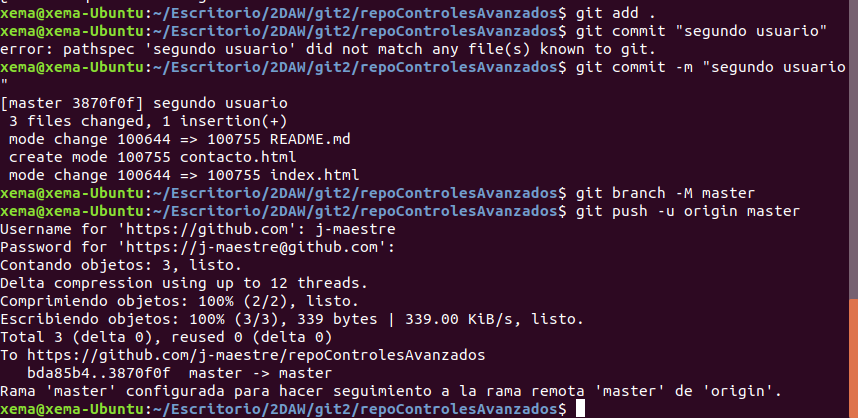 xema@xema-Ubuntu:~/Escritorio/2DAW/git2/repoControlesAvanzados$ git add .
xema@xema-Ubuntu:~/Escritorio/2DAW/git2/repoControlesAvanzados$ git commit "segundo usuario"
error: pathspec 'segundo usuario' did not match any file(s) known to git.
xema@xema-Ubuntu:~/Escritorio/2DAW/git2/repoControlesAvanzados$ git commit -m "segundo usuario
"
[master 3870f0f] segundo usuario
 3 files changed, 1 insertion(+)
 mode change 100644 => 100755 README.md
 create mode 100755 contacto.html
 mode change 100644 => 100755 index.html
xema@xema-Ubuntu:~/Escritorio/2DAW/git2/repoControlesAvanzados$ git branch -M master
xema@xema-Ubuntu:~/Escritorio/2DAW/git2/repoControlesAvanzados$ git push -u origin master
Username for 'https://github.com': j-maestre
Password for 'https://j-maestre@github.com':
Contando objetos: 3, listo.
Delta compression using up to 12 threads.
Comprimiendo objetos: 100% (2/2), listo.
Escribiendo objetos: 100% (3/3), 339 bytes | 339.00 KiB/s, listo.
Total 3 (delta 0), reused 0 (delta 0)
To https://github.com/j-maestre/repoControlesAvanzados
   bda85b4..3870f0f  master -> master
Rama 'master' configurada para hacer seguimiento a la rama remota 'master' de 'origin'.
xema@xema-Ubuntu:~/Escritorio/2DAW/git2/repoControlesAvanzados$